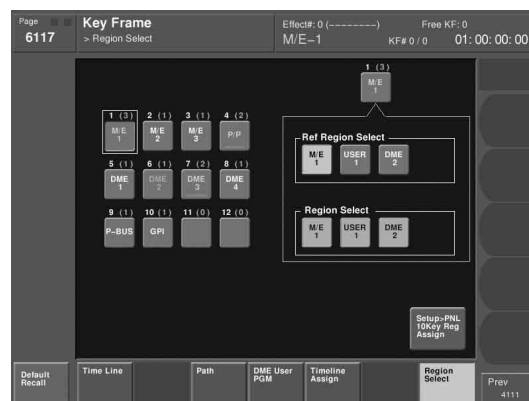 Page
6117
Key Frame
> Region Select
Effect#: 0 (--------) Free KF: 0
M/E-1 KF# 0 / 0 01: 00: 00: 00
1 (3)
M/E
1
1 (3) 2 (1) 3 (1) 4 (2)
M/E
1
M/E
2
M/E
3
P/P
5 (1) 6 (1) 7 (2) 8 (1)
DME
1
DME
2
DME
3
DME
4
9 (1) 10 (1) 11 (0) 12 (0)
P-BUS
GPI
Ref Region Select
M/E
1
USER
1
DME
2
Region Select
M/E
1
USER
1
DME
2
Setup>PNL
10Key Reg
Assign
Default
Recall
Time Line
Path
DME User
PGM
Timeline
Assign
Region
Select
Prev
4111